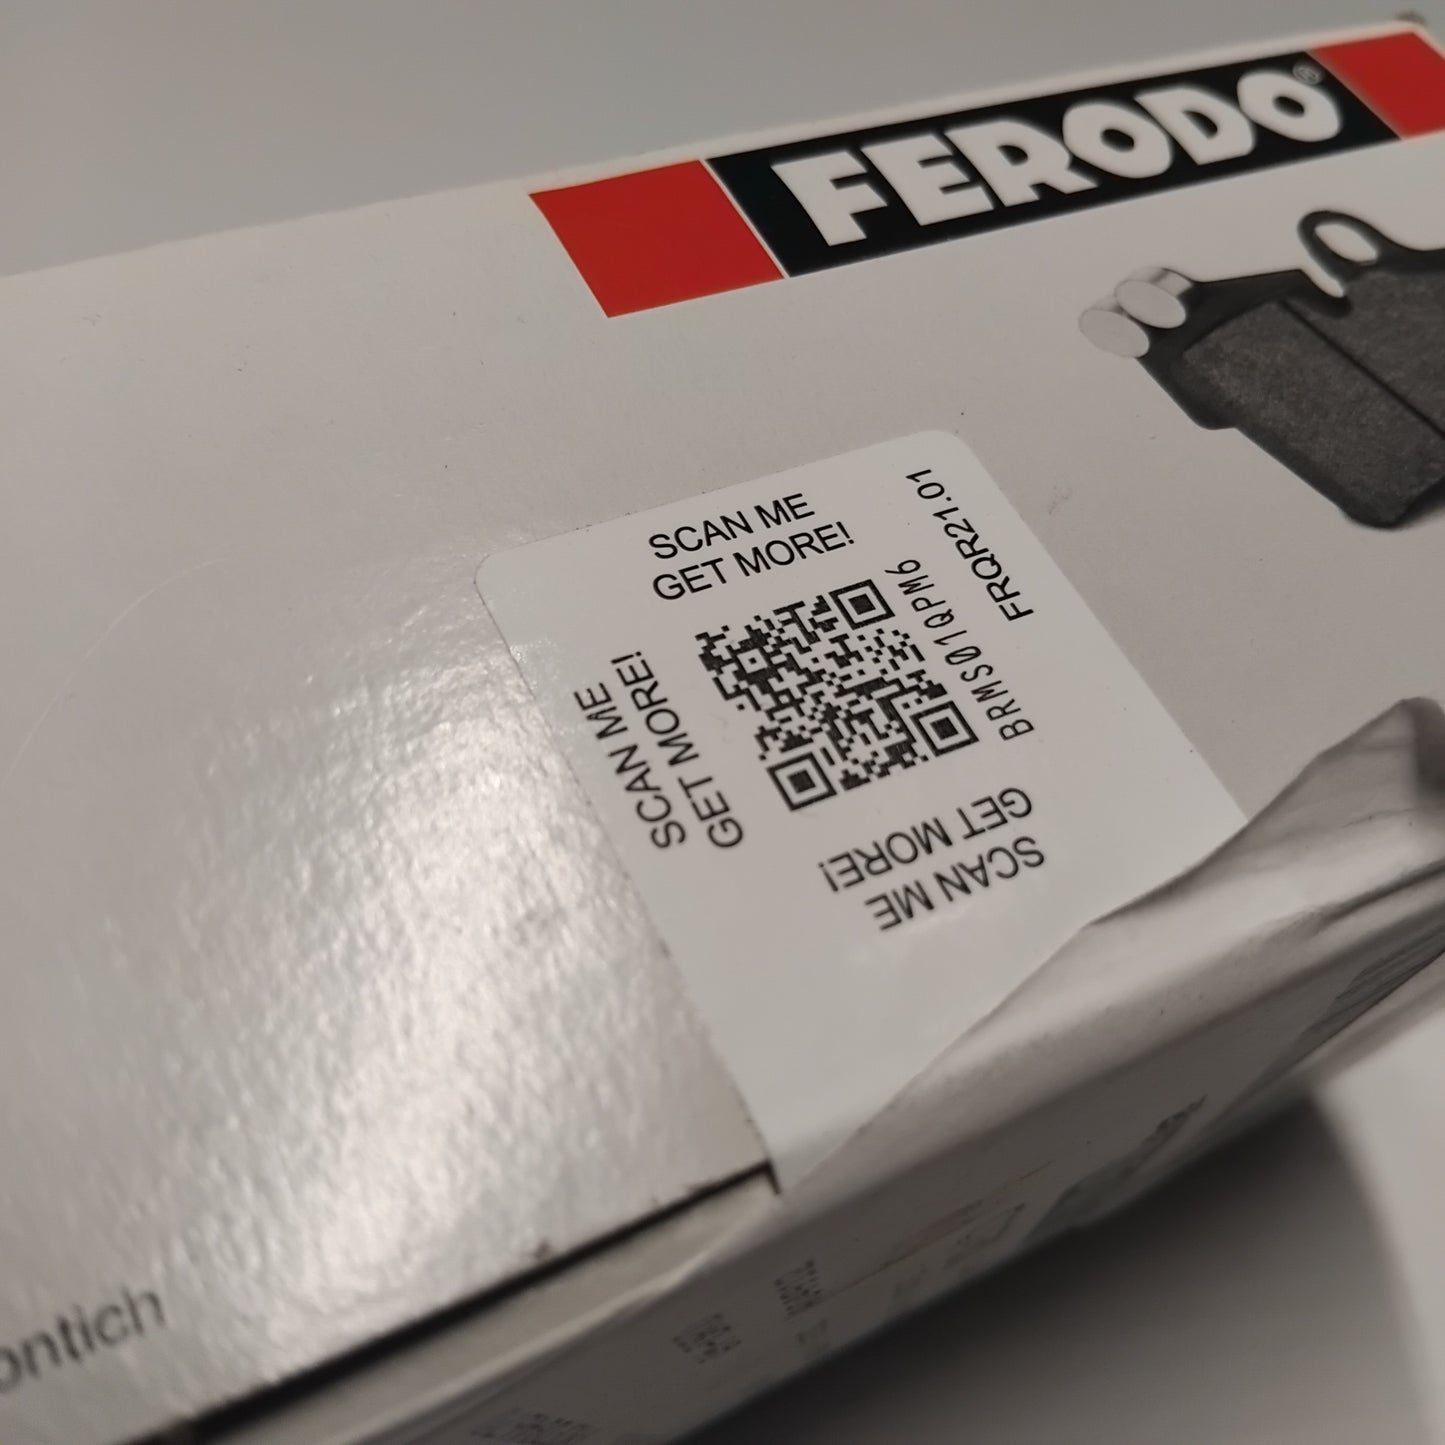 FERODO®
SCAN ME
GET MORE!
FRQR21.01
BRMS01QPM6
SCAN ME
GET MORE!
SCAN ME
GET MORE!
ontich